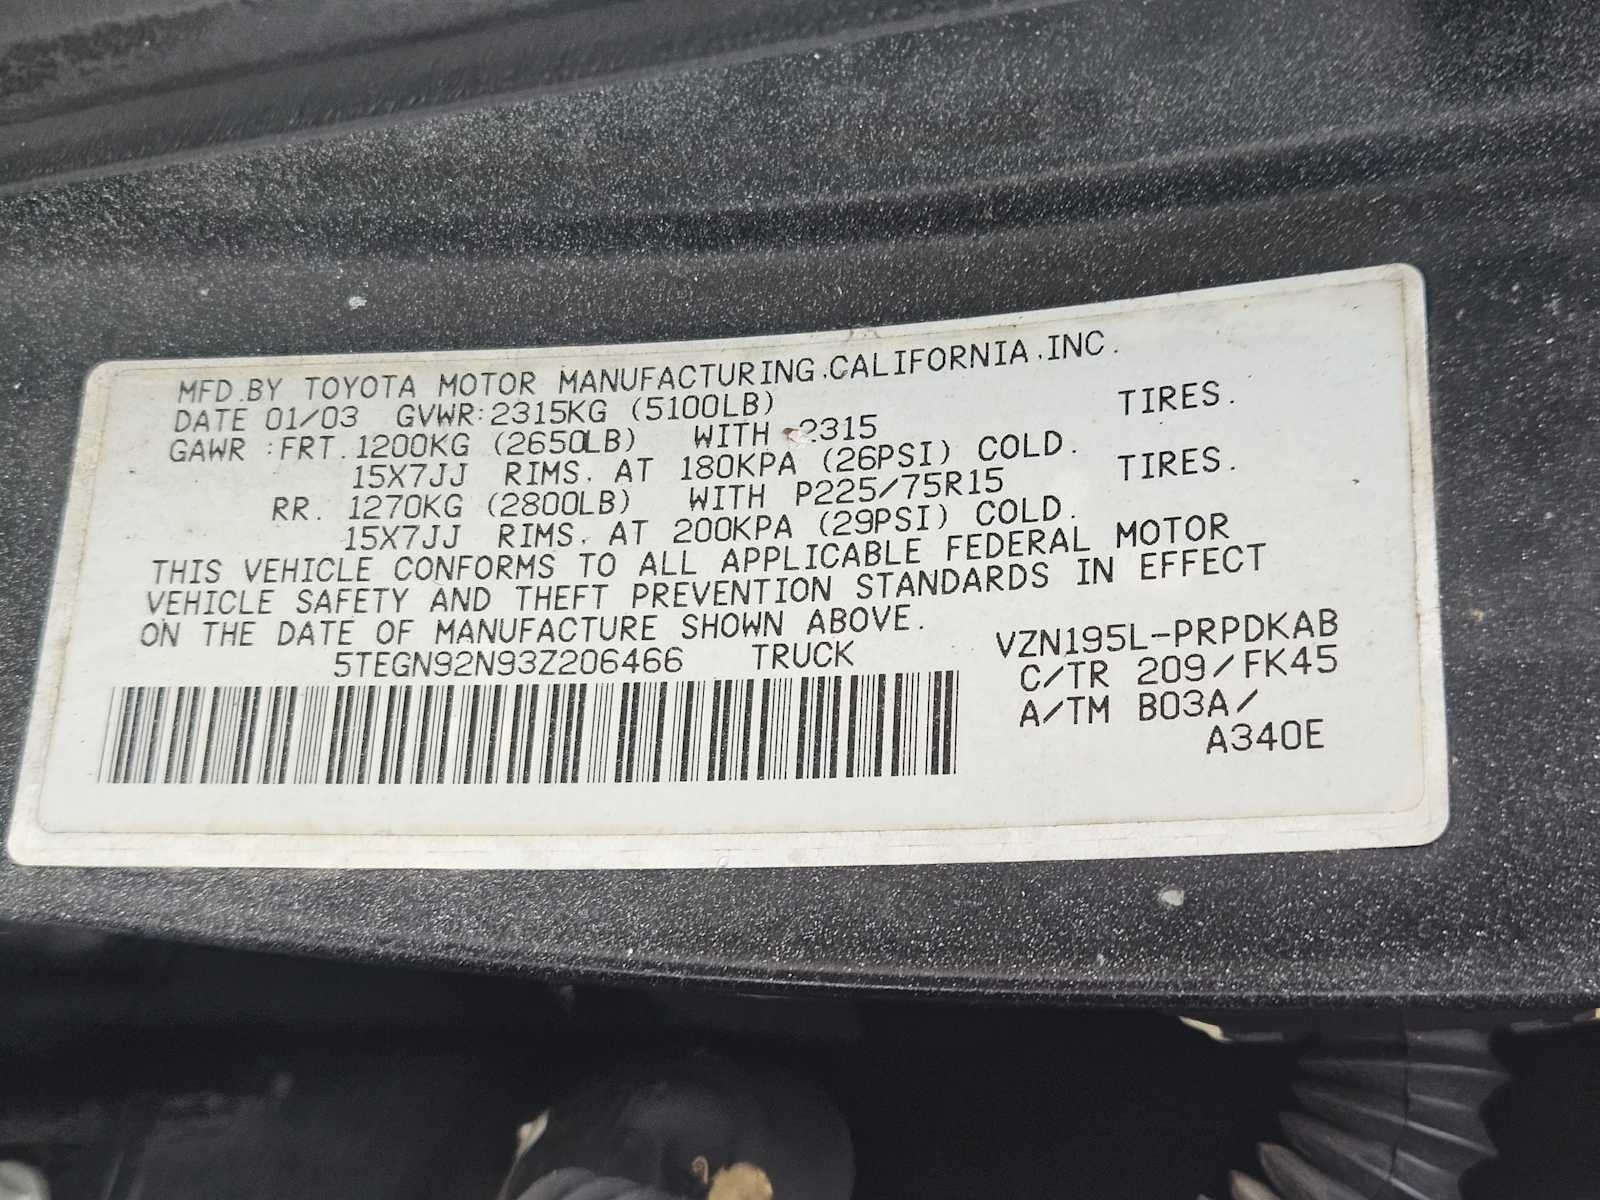 MFD.BY TOYOTA MOTOR MANUFACTURING.CALIFORNIA.INC.
DATE 01/03 GVWR:2315KG (5100LB)
GAWR :FRT. 1200KG (2650LB) WITH 2315 TIRES.
15X7JJ RIMS. AT 180KPA (26PSI) COLD.
RR. 1270KG (2800LB) WITH P225/75R15 TIRES.
15X7JJ RIMS. AT 200KPA (29PSI) COLD.
THIS VEHICLE CONFORMS TO ALL APPLICABLE FEDERAL MOTOR
VEHICLE SAFETY AND THEFT PREVENTION STANDARDS IN EFFECT
ON THE DATE OF MANUFACTURE SHOWN ABOVE.
5TEGN92N93Z206466 TRUCK VZN195L-PRPDKAB
C/TR 209/FK45
A/TM B03A/
A340E